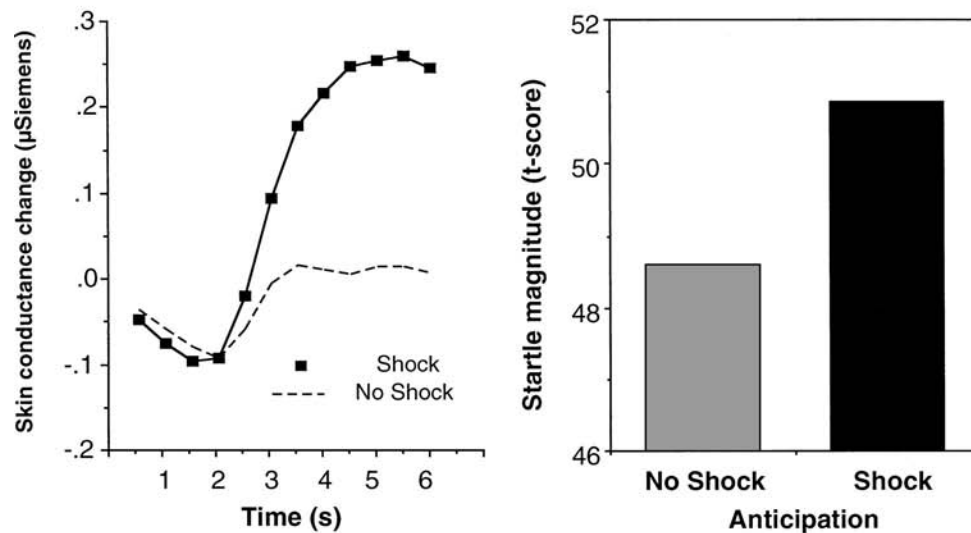 Skin conductance change (µSiemens)
.3
.2
.1
.0
-.1
-.2
Shock
No Shock
1 2 3 4 5 6
Time (s)
Startle magnitude (t-score)
52
50
48
46
No Shock Shock
Anticipation